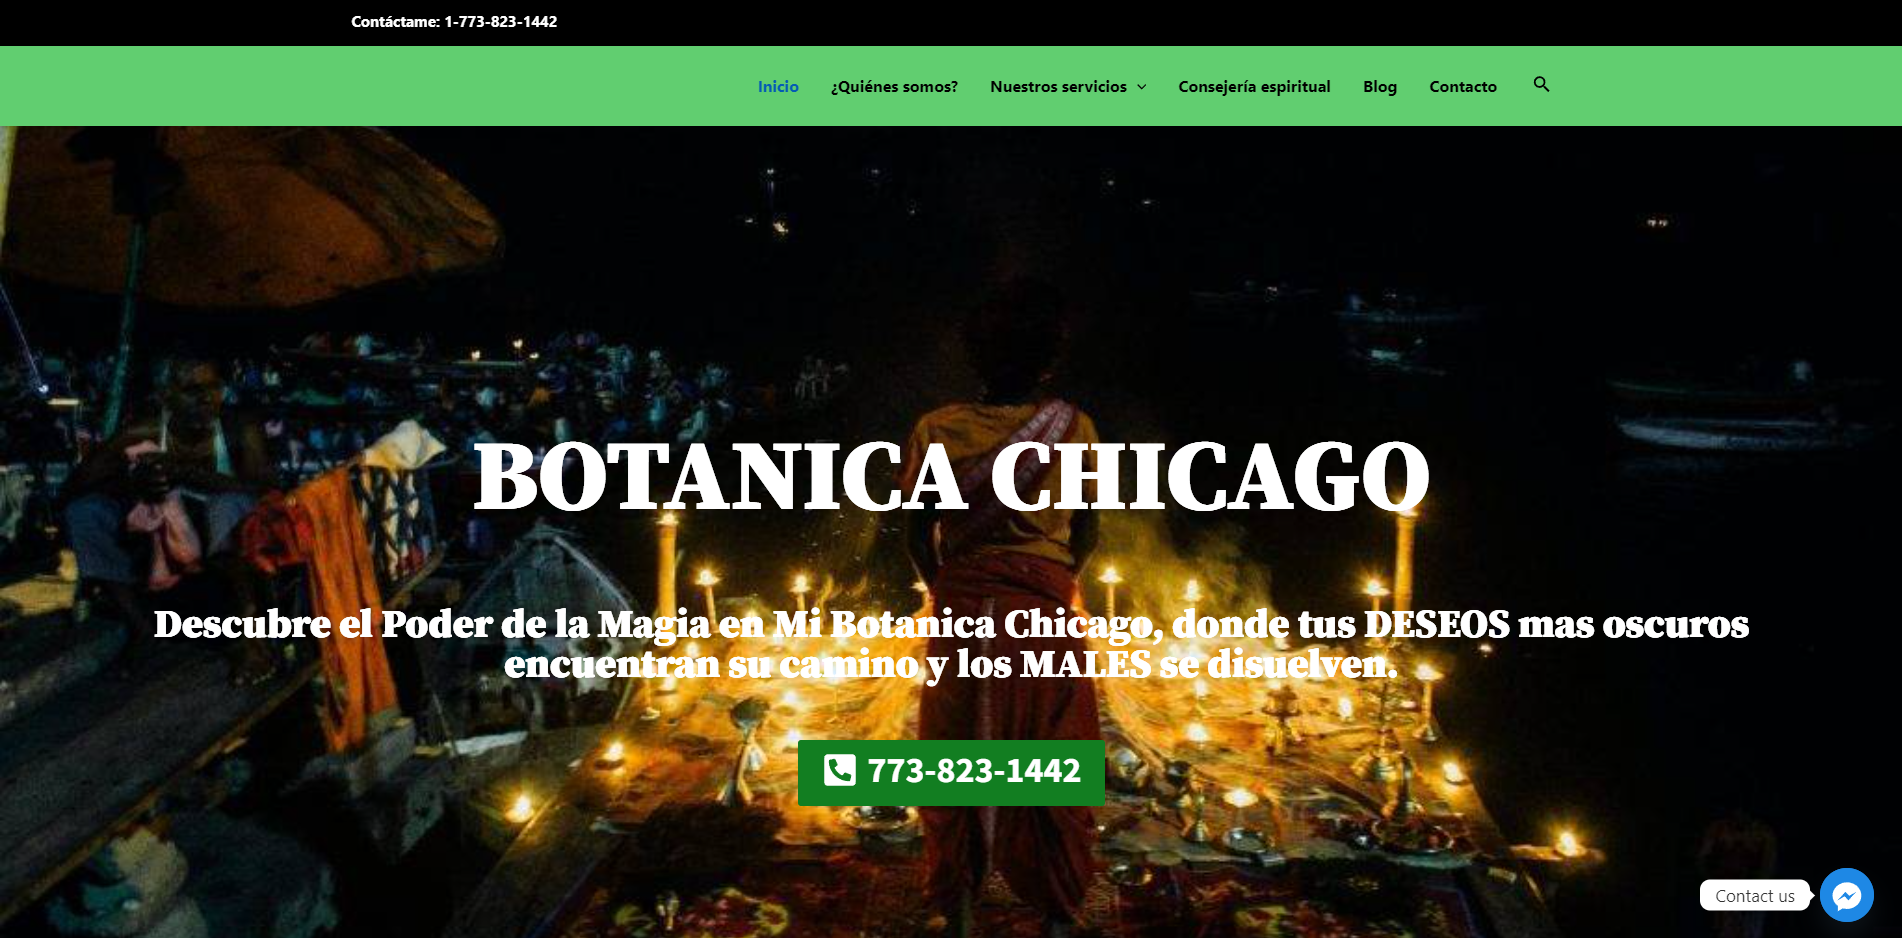 Contáctame: 1-773-823-1442
Inicio ¿Quiénes somos? Nuestros servicios Consejería espiritual Blog Contacto
BOTANICA CHICAGO
Descubre el Poder de la Magia en Mi Botanica Chicago, donde tus DESEOS mas oscuros
encuentran su camino y los MALES se disuelven.
773-823-1442
Contact us